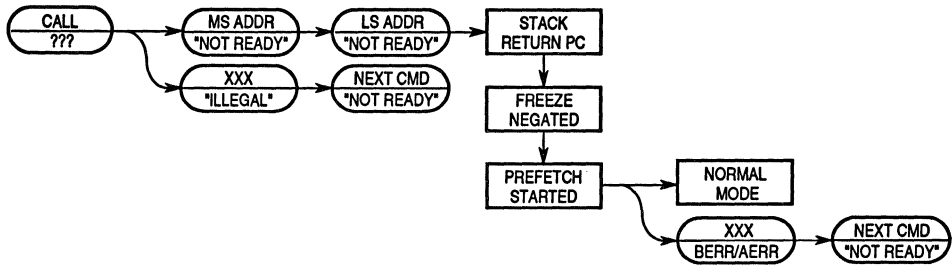 CALL
???
MS ADDR
"NOT READY"
LS ADDR
"NOT READY"
STACK
RETURN PC
XXX
"ILLEGAL"
NEXT CMD
"NOT READY"
FREEZE
NEGATED
PREFETCH
STARTED
NORMAL
MODE
XXX
BERR/AERR
NEXT CMD
"NOT READY"